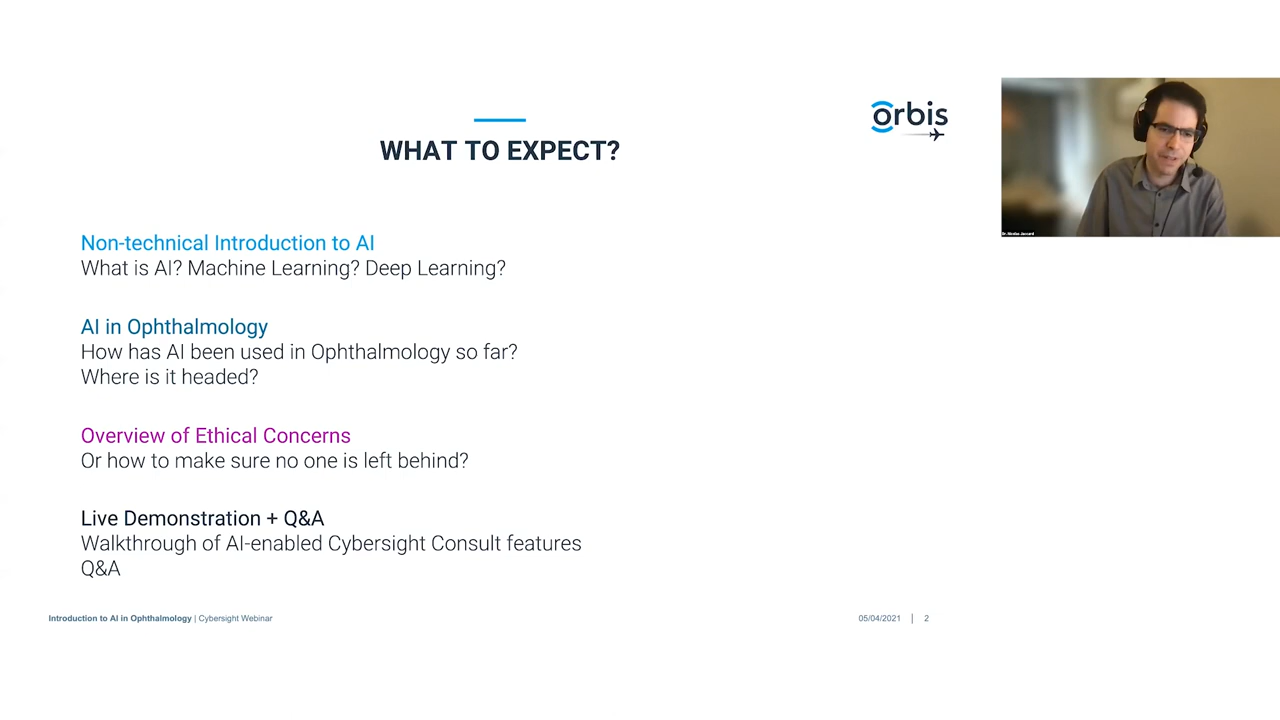 orbis
WHAT TO EXPECT?
Non-technical Introduction to AI
What is AI? Machine Learning? Deep Learning?
AI in Ophthalmology
How has AI been used in Ophthalmology so far?
Where is it headed?
Overview of Ethical Concerns
Or how to make sure no one is left behind?
Live Demonstration + Q&A
Walkthrough of AI-enabled Cybersight Consult features
Q&A
Introduction to AI in Ophthalmology | Cybersight Webinar
05/04/2021 | 2
Dr. Nicolas Jaccard